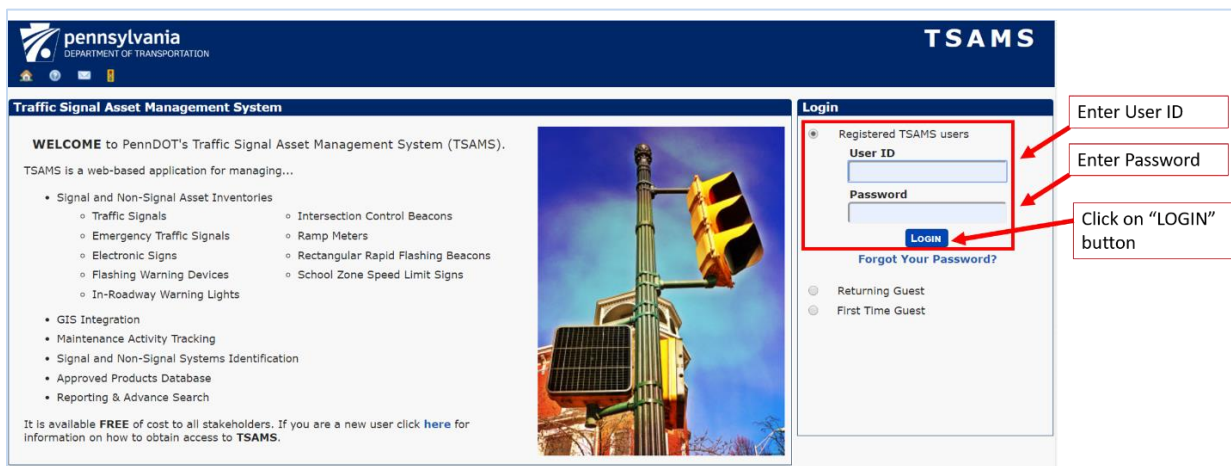 pennsylvania
DEPARTMENT OF TRANSPORTATION
TSAMS
Traffic Signal Asset Management System
WELCOME to PennDOT's Traffic Signal Asset Management System (TSAMS).
TSAMS is a web-based application for managing...
• Signal and Non-Signal Asset Inventories
◦ Traffic Signals
◦ Emergency Traffic Signals
◦ Electronic Signs
◦ Flashing Warning Devices
◦ In-Roadway Warning Lights
◦ Intersection Control Beacons
◦ Ramp Meters
◦ Rectangular Rapid Flashing Beacons
◦ School Zone Speed Limit Signs
• GIS Integration
• Maintenance Activity Tracking
• Signal and Non-Signal Systems Identification
• Approved Products Database
• Reporting & Advance Search
It is available FREE of cost to all stakeholders. If you are a new user click here for
information on how to obtain access to TSAMS.
Login
Registered TSAMS users
User ID
Password
LOGIN
Forgot Your Password?
Returning Guest
First Time Guest
Enter User ID
Enter Password
Click on “LOGIN”
button